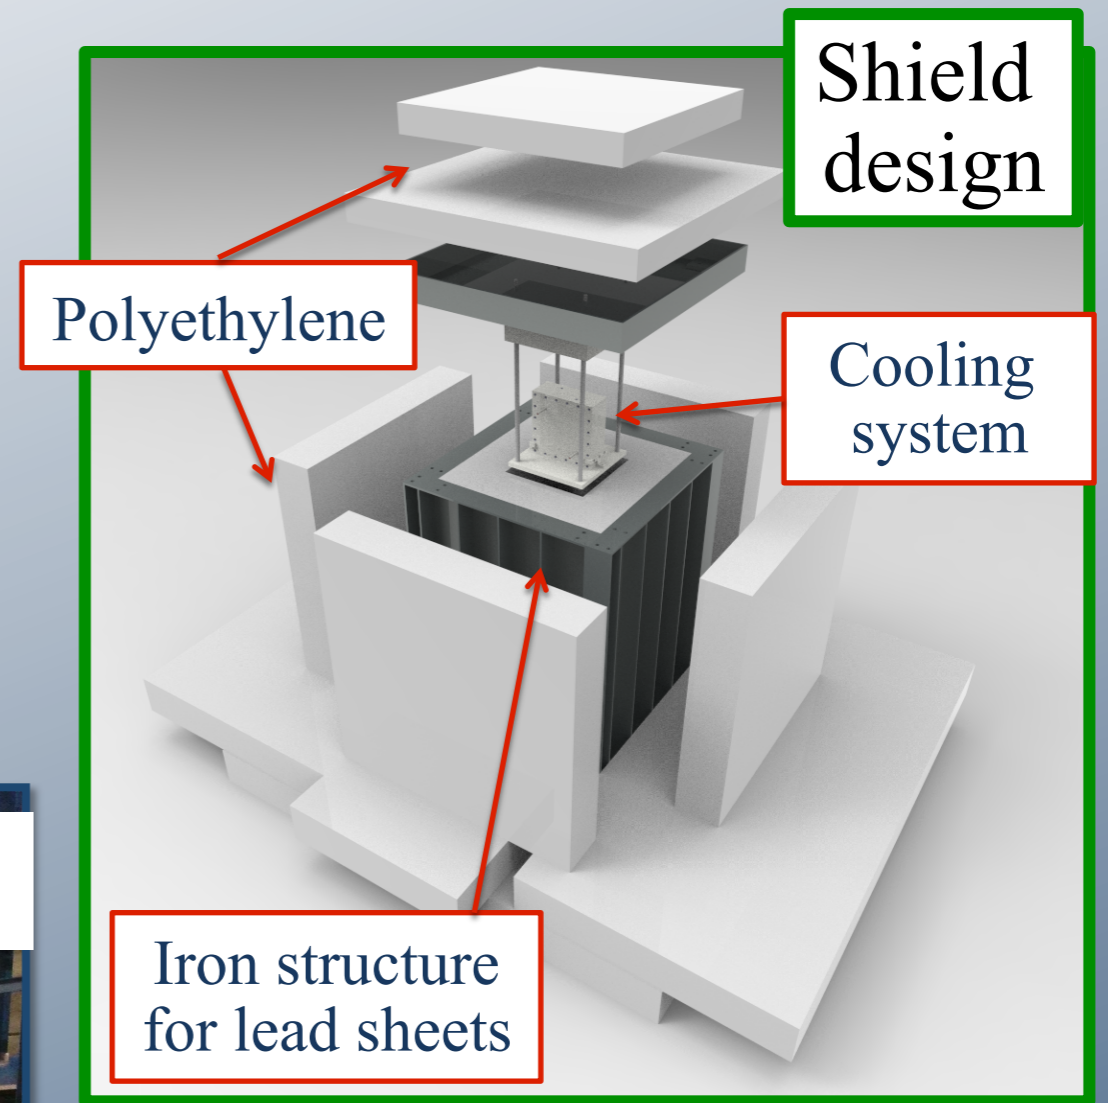 Shield
design
Polyethylene
Cooling
system
Iron structure
for lead sheets